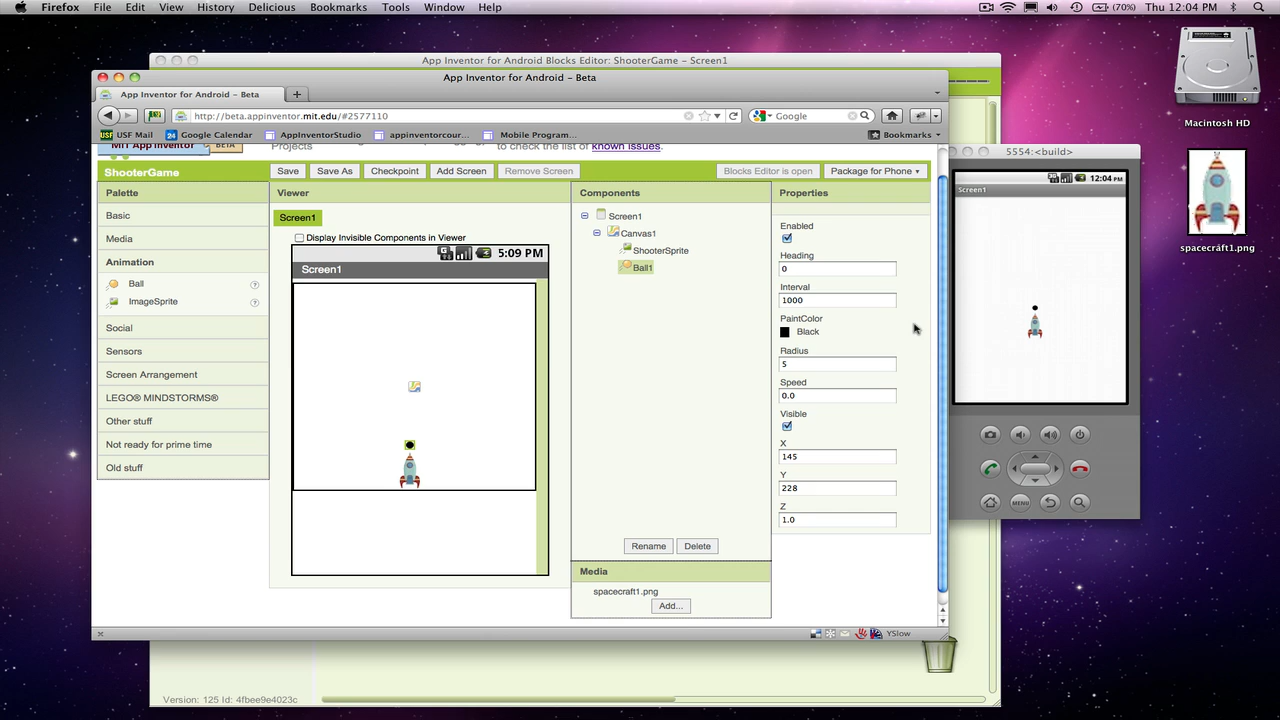 Firefox File Edit View History Delicious Bookmarks Tools Window Help (70%) Thu 12:04 PM
App Inventor for Android Blocks Editor: ShooterGame - Screen1
App Inventor for Android - Beta
App Inventor for Android - Beta
http://beta.appinventor.mit.edu/#2577110
Google
USF Mail Google Calendar AppInventorStudio appinventorcour... Mobile Program... Bookmarks
MIT App Inventor BETA
Projects
to check the list of known issues.
ShooterGame Save Save As Checkpoint Add Screen Remove Screen Blocks Editor is open Package for Phone
Palette
Basic
Media
Animation
Ball ?
ImageSprite ?
Social
Sensors
Screen Arrangement
LEGO® MINDSTORMS®
Other stuff
Not ready for prime time
Old stuff
Viewer
Screen1
Display Invisible Components in Viewer
5:09 PM
Screen1
Components
Screen1
Canvas1
ShooterSprite
Ball1
Rename Delete
Media
spacecraft1.png
Add...
Properties
Enabled
Heading
0
Interval
1000
PaintColor
Black
Radius
5
Speed
0.0
Visible
X
145
Y
228
Z
1.0
YSlow
5554:<build>
12:04 PM
Screen1
MENU
Macintosh HD
spacecraft1.png
Version: 125 Id: 4fbee9e4023c